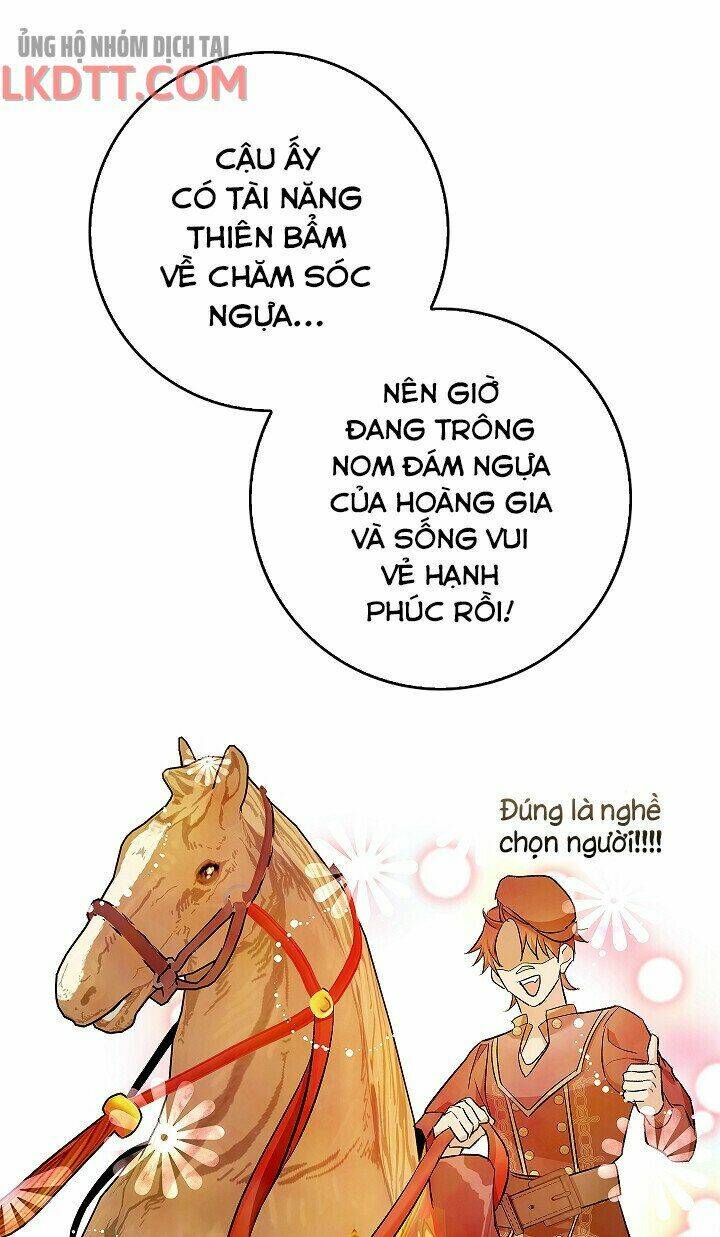 ỦNG HỘ NHÓM DỊCH TẠI
LKDTT.COM
CẬU ẤY
CÓ TÀI NĂNG
THIÊN BẨM
VỀ CHĂM SÓC
NGỰA...
NÊN GIỜ
ĐANG TRÔNG
NOM ĐÁM NGỰA
CỦA HOÀNG GIA
VÀ SỐNG VUI
VẺ HẠNH
PHÚC RỒI!
Đúng là nghề
chọn người!!!!